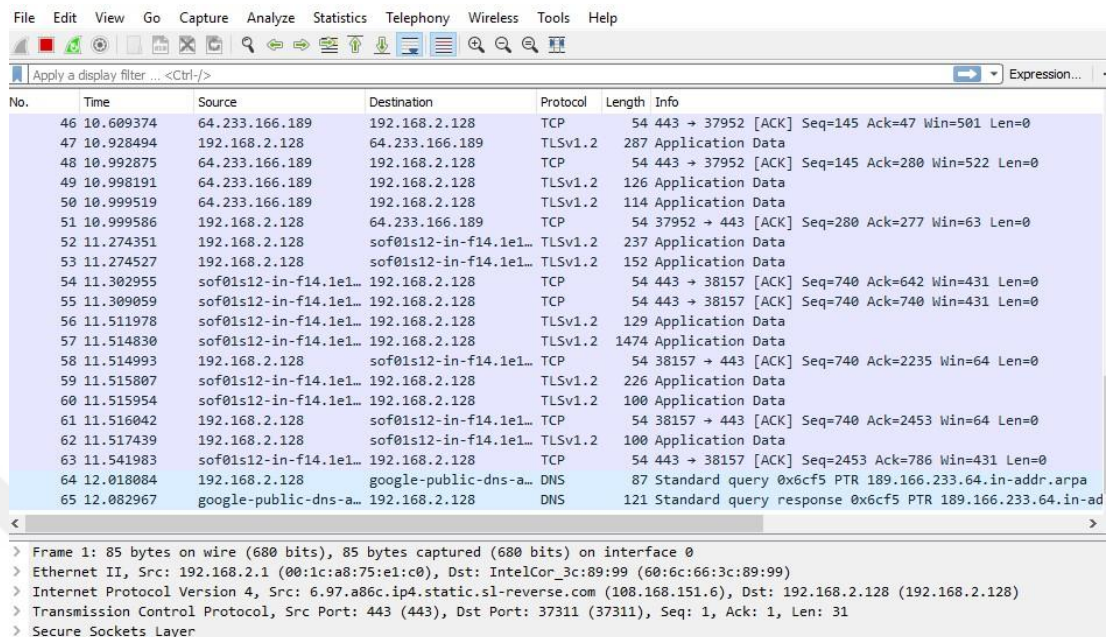 File Edit View Go Capture Analyze Statistics Telephony Wireless Tools Help
Apply a display filter ... <Ctrl-/> Expression...
No. Time Source Destination Protocol Length Info
46 10.609374 64.233.166.189 192.168.2.128 TCP 54 443 → 37952 [ACK] Seq=145 Ack=47 Win=501 Len=0
47 10.928494 192.168.2.128 64.233.166.189 TLSv1.2 287 Application Data
48 10.992875 64.233.166.189 192.168.2.128 TCP 54 443 → 37952 [ACK] Seq=145 Ack=280 Win=522 Len=0
49 10.998191 64.233.166.189 192.168.2.128 TLSv1.2 126 Application Data
50 10.999519 64.233.166.189 192.168.2.128 TLSv1.2 114 Application Data
51 10.999586 192.168.2.128 64.233.166.189 TCP 54 37952 → 443 [ACK] Seq=280 Ack=277 Win=63 Len=0
52 11.274351 192.168.2.128 sof01s12-in-f14.1e1… TLSv1.2 237 Application Data
53 11.274527 192.168.2.128 sof01s12-in-f14.1e1… TLSv1.2 152 Application Data
54 11.302955 sof01s12-in-f14.1e1… 192.168.2.128 TCP 54 443 → 38157 [ACK] Seq=740 Ack=642 Win=431 Len=0
55 11.309059 sof01s12-in-f14.1e1… 192.168.2.128 TCP 54 443 → 38157 [ACK] Seq=740 Ack=740 Win=431 Len=0
56 11.511978 sof01s12-in-f14.1e1… 192.168.2.128 TLSv1.2 129 Application Data
57 11.514830 sof01s12-in-f14.1e1… 192.168.2.128 TLSv1.2 1474 Application Data
58 11.514993 192.168.2.128 sof01s12-in-f14.1e1… TCP 54 38157 → 443 [ACK] Seq=740 Ack=2235 Win=64 Len=0
59 11.515807 sof01s12-in-f14.1e1… 192.168.2.128 TLSv1.2 226 Application Data
60 11.515954 sof01s12-in-f14.1e1… 192.168.2.128 TLSv1.2 100 Application Data
61 11.516042 192.168.2.128 sof01s12-in-f14.1e1… TCP 54 38157 → 443 [ACK] Seq=740 Ack=2453 Win=64 Len=0
62 11.517439 192.168.2.128 sof01s12-in-f14.1e1… TLSv1.2 100 Application Data
63 11.541983 sof01s12-in-f14.1e1… 192.168.2.128 TCP 54 443 → 38157 [ACK] Seq=2453 Ack=786 Win=431 Len=0
64 12.018084 192.168.2.128 google-public-dns-a… DNS 87 Standard query 0x6cf5 PTR 189.166.233.64.in-addr.arpa
65 12.082967 google-public-dns-a… 192.168.2.128 DNS 121 Standard query response 0x6cf5 PTR 189.166.233.64.in-ad
> Frame 1: 85 bytes on wire (680 bits), 85 bytes captured (680 bits) on interface 0
> Ethernet II, Src: 192.168.2.1 (00:1c:a8:75:e1:c0), Dst: IntelCor_3c:89:99 (60:6c:66:3c:89:99)
> Internet Protocol Version 4, Src: 6.97.a86c.ip4.static.sl-reverse.com (108.168.151.6), Dst: 192.168.2.128 (192.168.2.128)
> Transmission Control Protocol, Src Port: 443 (443), Dst Port: 37311 (37311), Seq: 1, Ack: 1, Len: 31
> Secure Sockets Layer